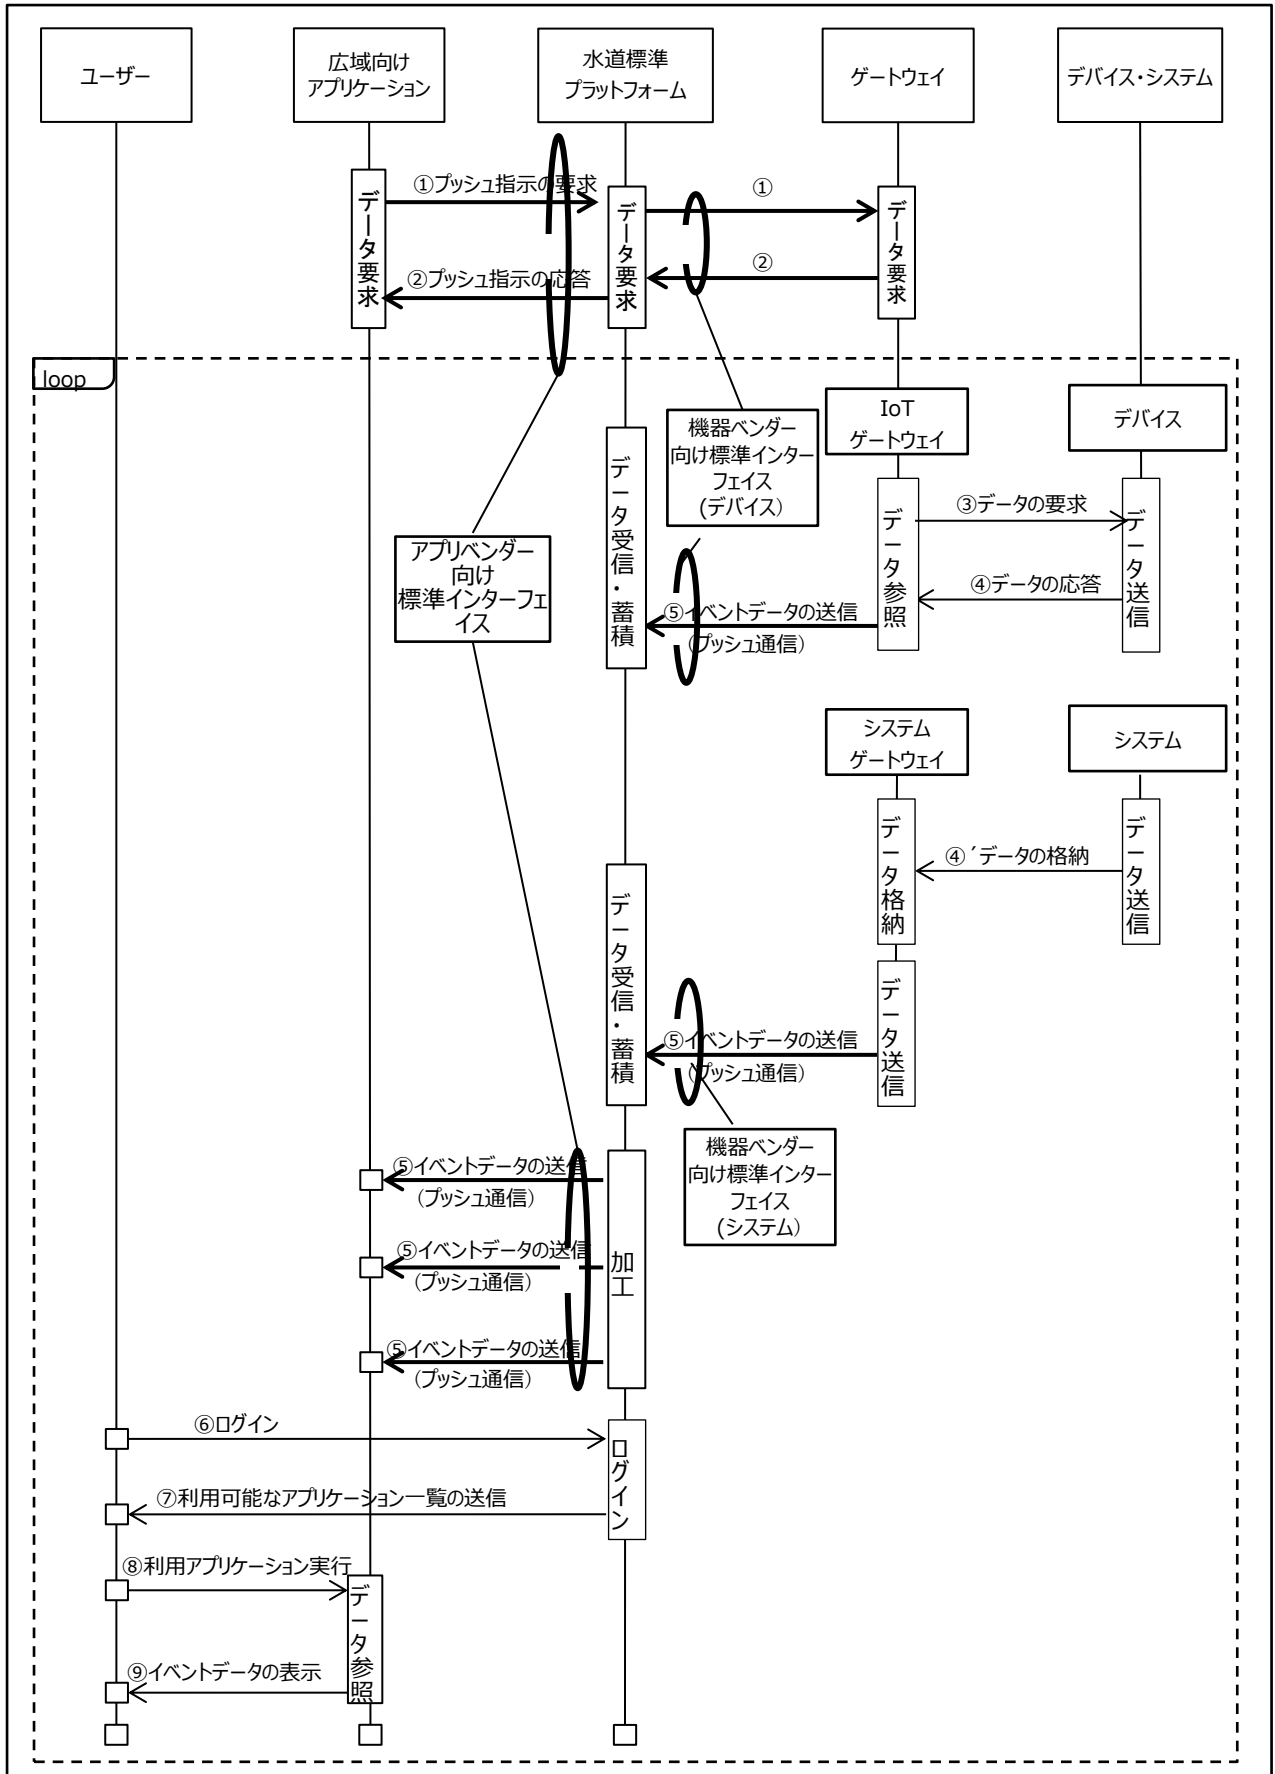 ユーザー
広域向け
アプリケーション
水道標準
プラットフォーム
ゲートウェイ
デバイス・システム
①プッシュ指示の要求
①
データ要求
データ要求
データ要求
②プッシュ指示の応答
②
loop
IoT
ゲートウェイ
デバイス
機器ベンダー
向け標準インター
フェイス
(デバイス)
データ受信・蓄積
データ参照
データ送信
③データの要求
④データの応答
アプリベンダー
向け
標準インターフェ
イス
⑤イベントデータの送信
(プッシュ通信)
システム
ゲートウェイ
システム
データ格納
データ送信
④´データの格納
データ受信・蓄積
データ送信
⑤イベントデータの送信
(プッシュ通信)
機器ベンダー
向け標準インター
フェイス
(システム)
⑤イベントデータの送信
(プッシュ通信)
⑤イベントデータの送信
(プッシュ通信)
加工
⑤イベントデータの送信
(プッシュ通信)
⑥ログイン
ログイン
⑦利用可能なアプリケーション一覧の送信
⑧利用アプリケーション実行
データ参照
⑨イベントデータの表示